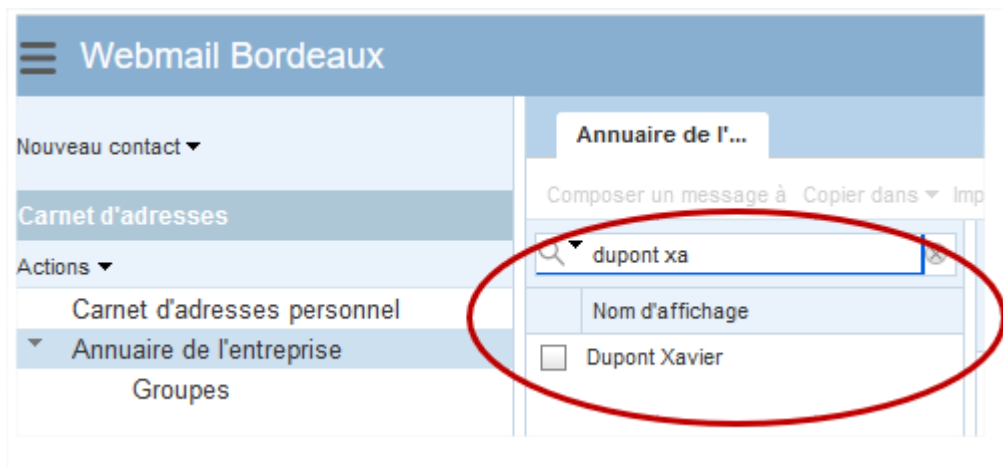 Webmail Bordeaux
Nouveau contact
Carnet d'adresses
Actions
Carnet d'adresses personnel
Annuaire de l'entreprise
Groupes
Annuaire de l'...
Composer un message à Copier dans Imp
dupont xa
Nom d'affichage
Dupont Xavier